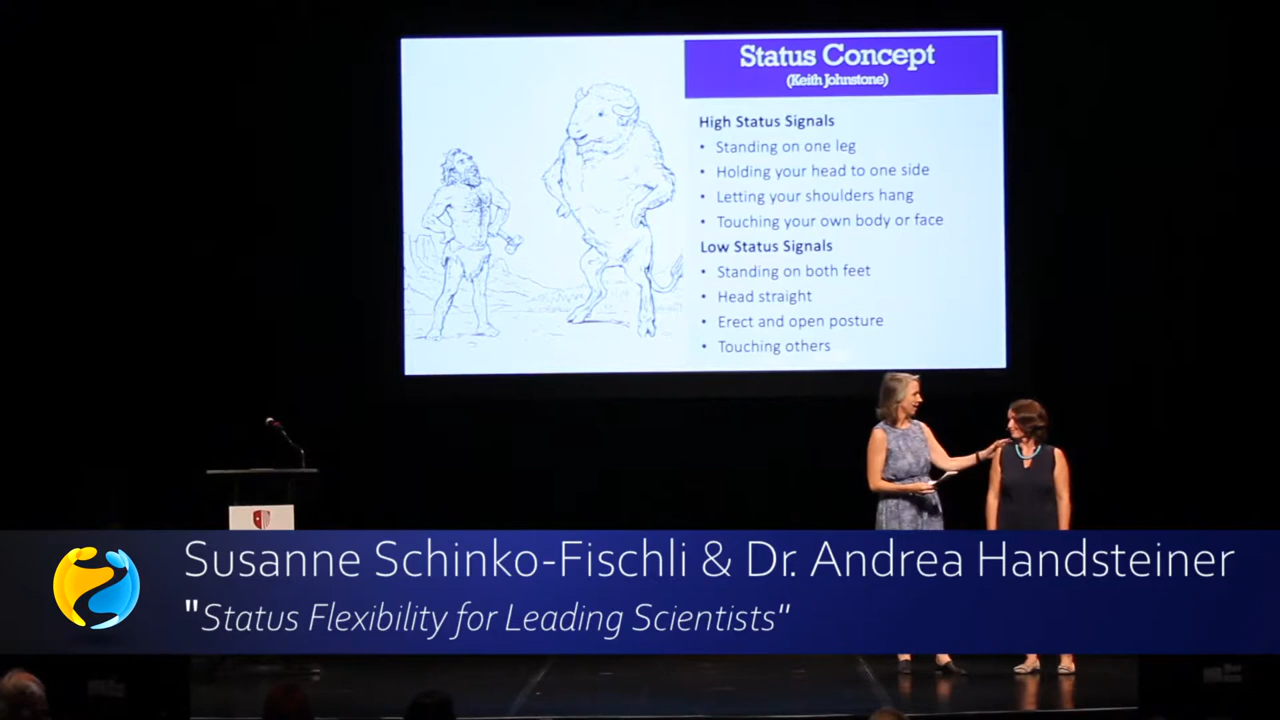 Status Concept
(Keith Johnstone)
High Status Signals
• Standing on one leg
• Holding your head to one side
• Letting your shoulders hang
• Touching your own body or face
Low Status Signals
• Standing on both feet
• Head straight
• Erect and open posture
• Touching others
Susanne Schinko-Fischli & Dr. Andrea Handsteiner
"Status Flexibility for Leading Scientists"